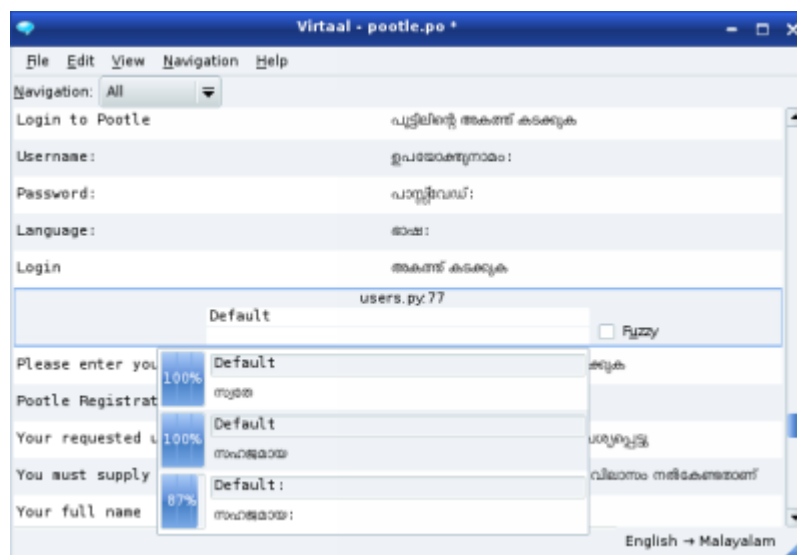 Virtaal - pootle.po *
File Edit View Navigation Help
Navigation: All
Login to Pootle പൂട്ടിലിന്റെ അകത്ത് കടക്കുക
Username: ഉപയോക്തൃനാമം:
Password:
Language: ഭാഷ:
Login അകത്ത് കടക്കുക
users.py:77
Default
Fuzzy
Please enter you
100% Default
സ്വതേ
Pootle Registrat
100% Default
സഹജമായ
Your requested u
You must supply
87% Default:
സഹജമായ:
Your full name
English → Malayalam